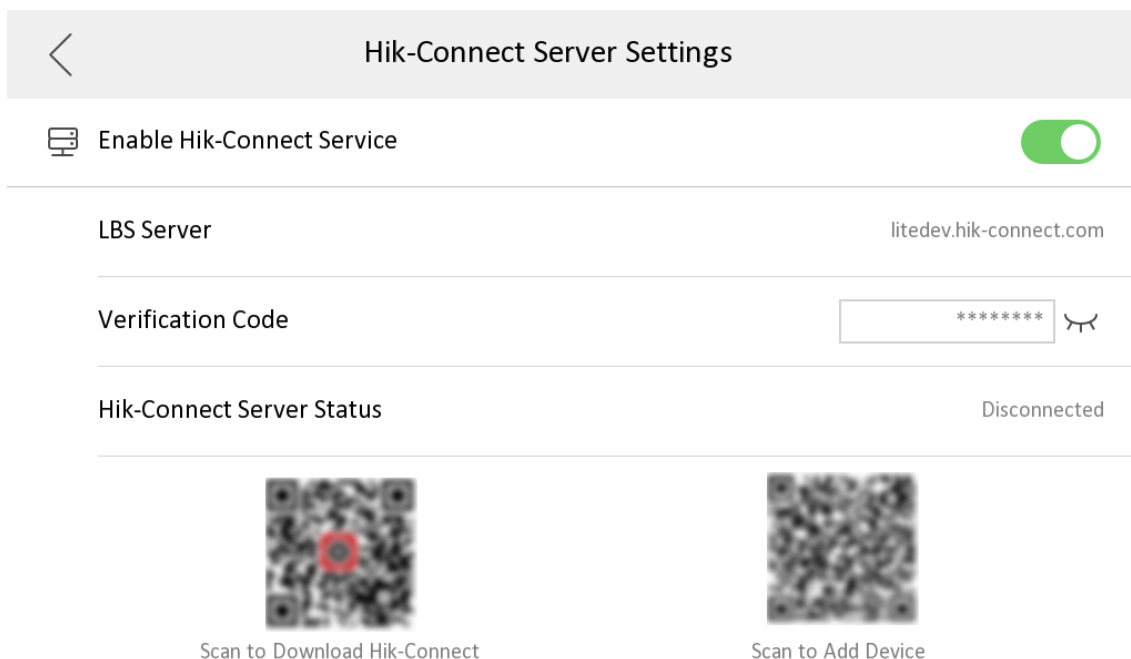 Hik-Connect Server Settings
Enable Hik-Connect Service
LBS Server litedev.hik-connect.com
Verification Code ********
Hik-Connect Server Status Disconnected
Scan to Download Hik-Connect Scan to Add Device